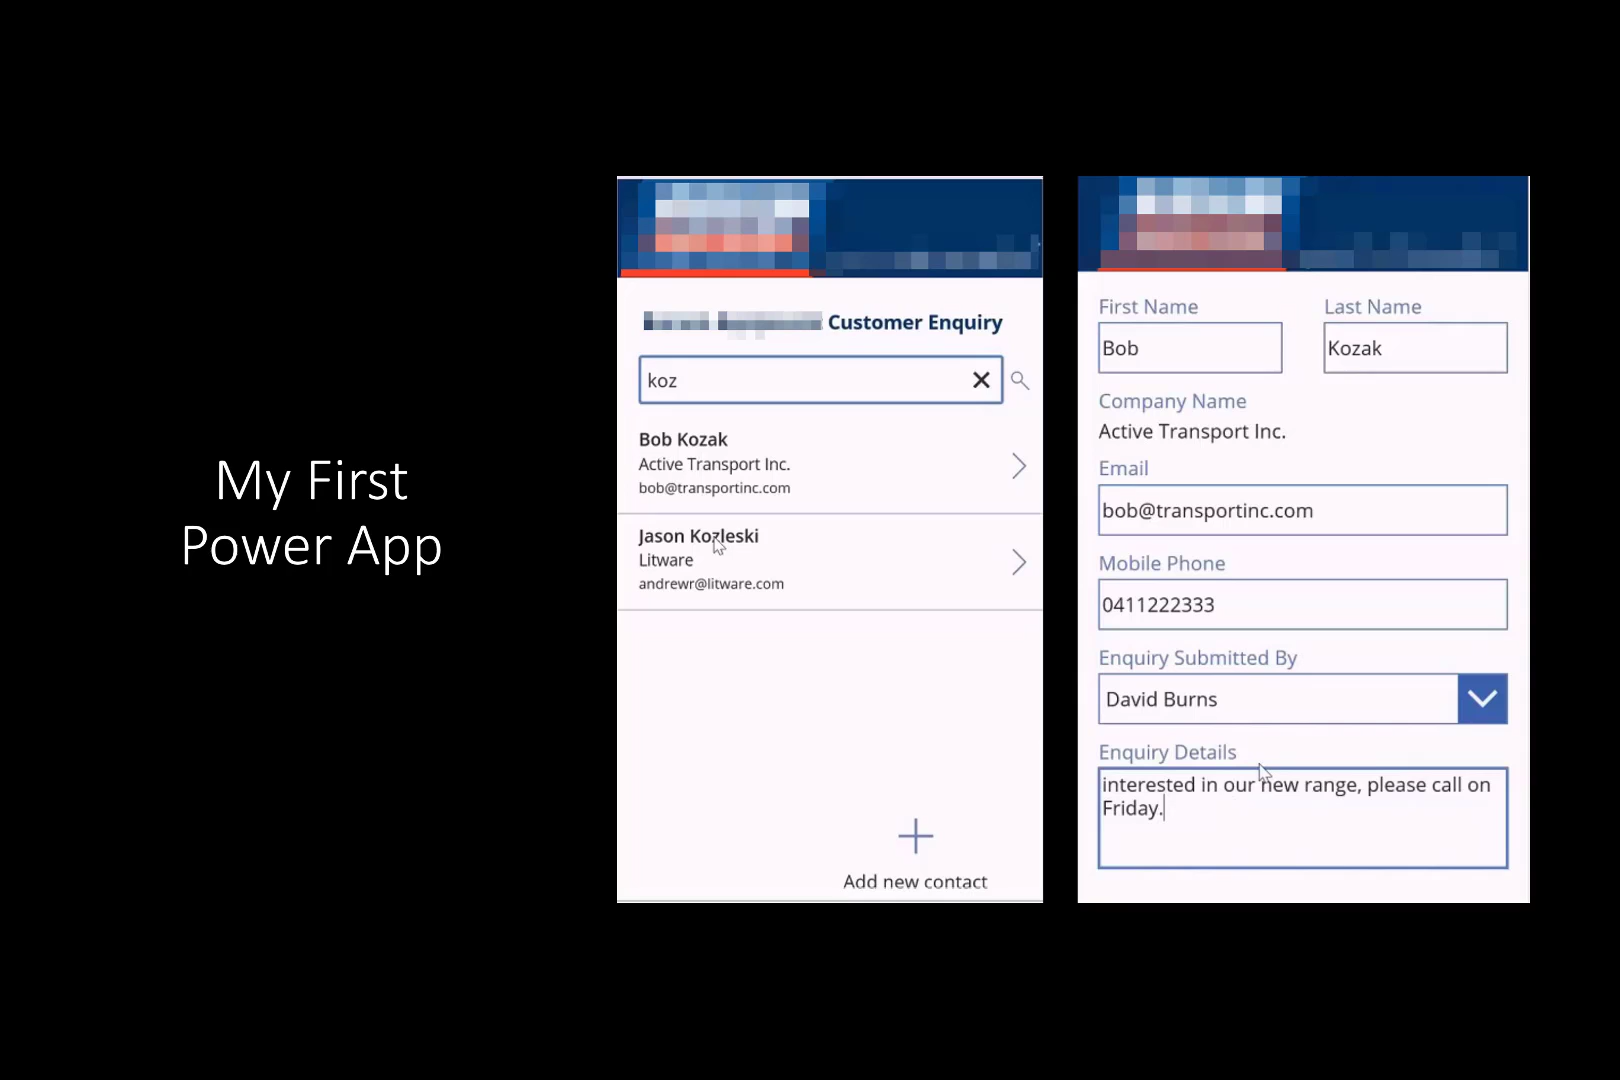 My First
Power App
Customer Enquiry
koz
Bob Kozak
Active Transport Inc.
bob@transportinc.com
Jason Kozleski
Litware
andrewr@litware.com
Add new contact
First Name
Last Name
Bob
Kozak
Company Name
Active Transport Inc.
Email
bob@transportinc.com
Mobile Phone
0411222333
Enquiry Submitted By
David Burns
Enquiry Details
interested in our new range, please call on
Friday.